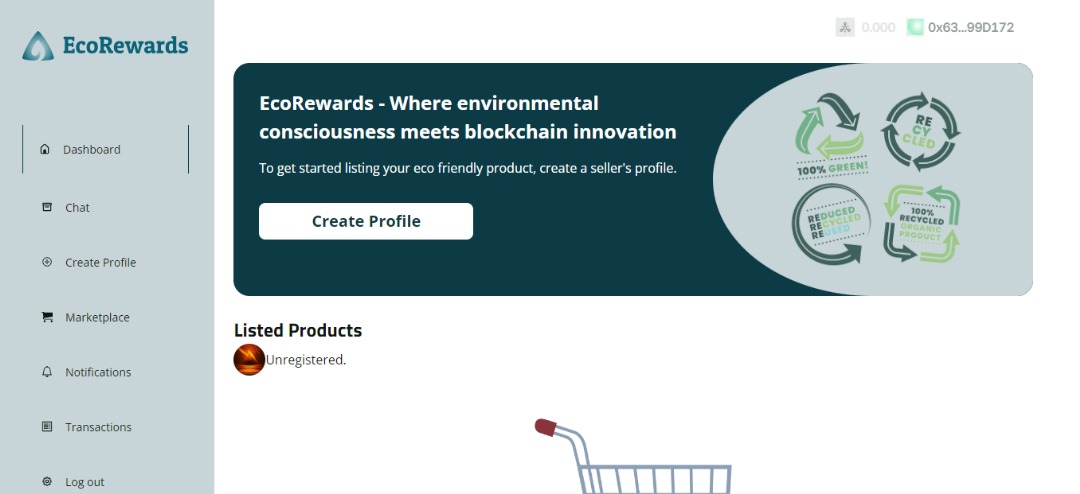 EcoRewards
0.000
0x63...99D172
Dashboard
Chat
Create Profile
Marketplace
Notifications
Transactions
Log out
EcoRewards - Where environmental
consciousness meets blockchain innovation
To get started listing your eco friendly product, create a seller's profile.
Create Profile
100% GREEN!
RE
CY
CLED
REDUCED
RECYCLED
REUSED
100%
RECYCLED
ORGANIC
PRODUCT
Listed Products
Unregistered.